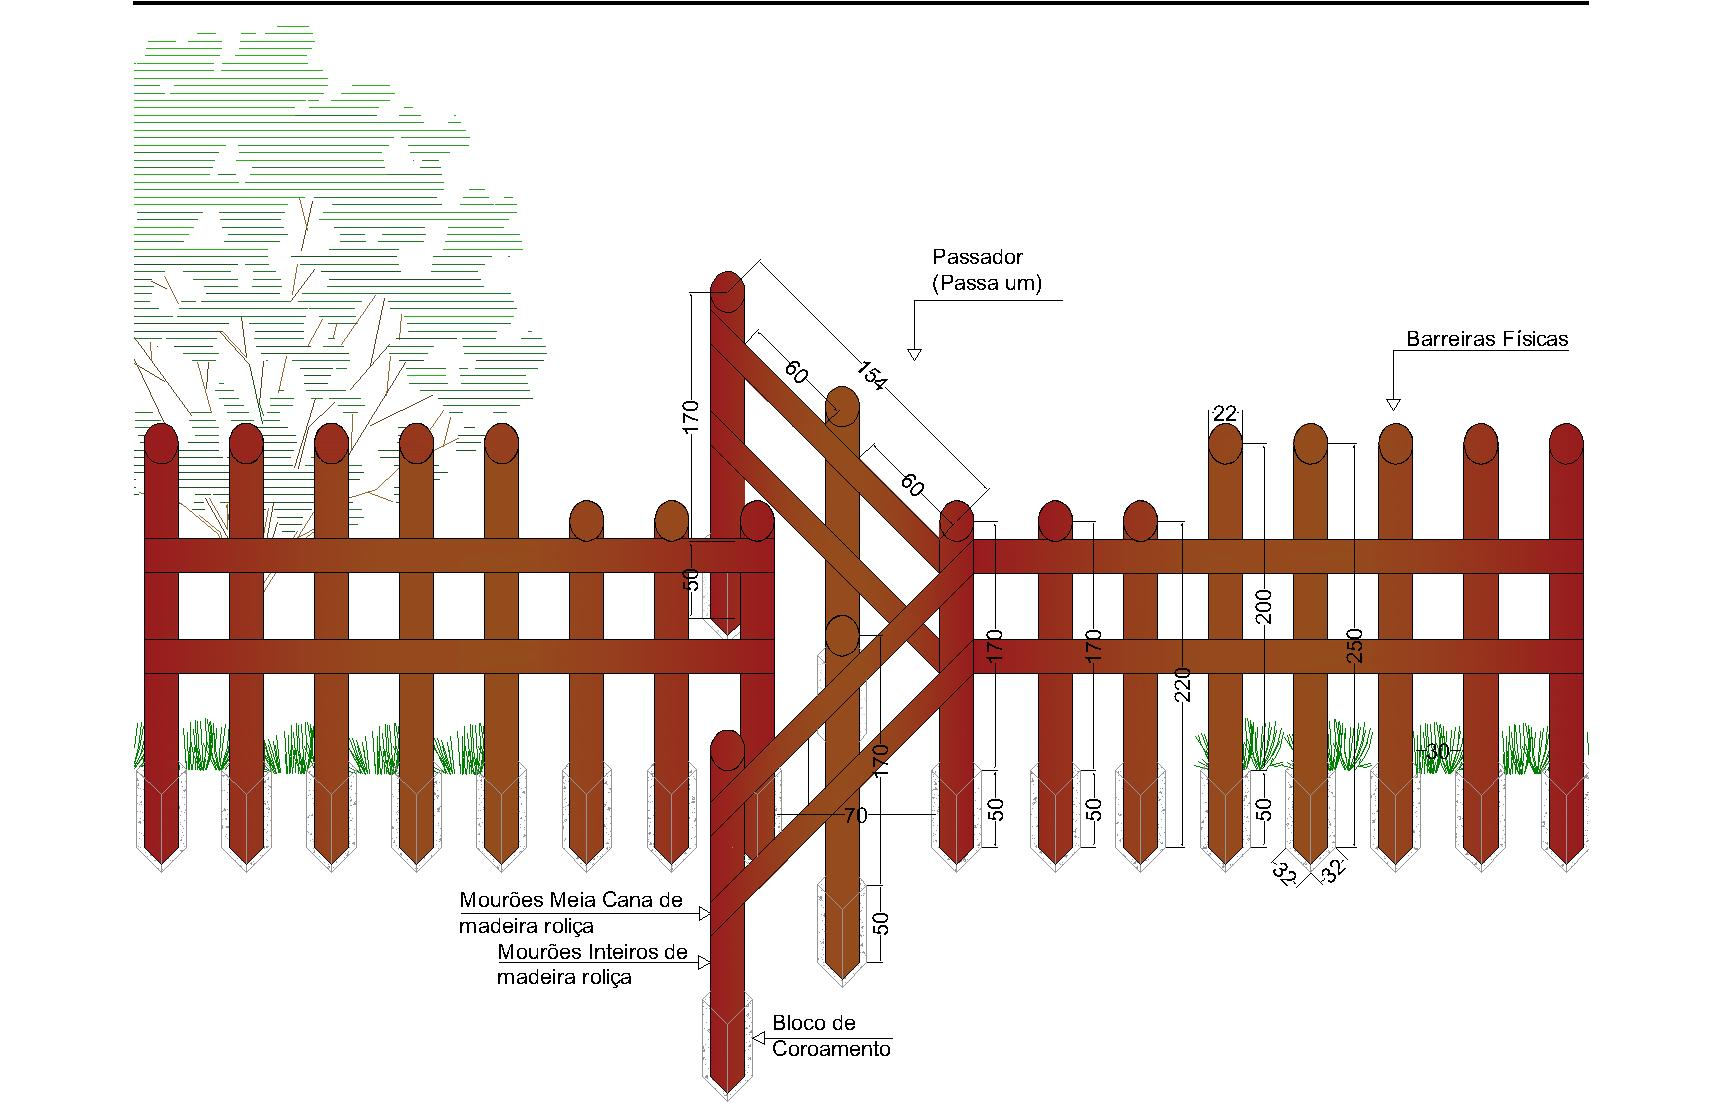 Passador
(Passa um)
Barreiras Físicas
154
60
60
22
170
50
170
170
200
250
220
30
170
70
50
50
50
32
32
50
Mourões Meia Cana de
madeira roliça
Mourões Inteiros de
madeira roliça
Bloco de
Coroamento